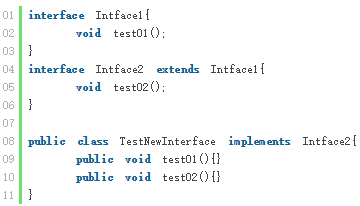 01 interface Intface1{
02 void test01();
03 }
04 interface Intface2 extends Intface1{
05 void test02();
06 }
07
08 public class TestNewInterface implements Intface2{
09 public void test01(){}
10 public void test02(){}
11 }